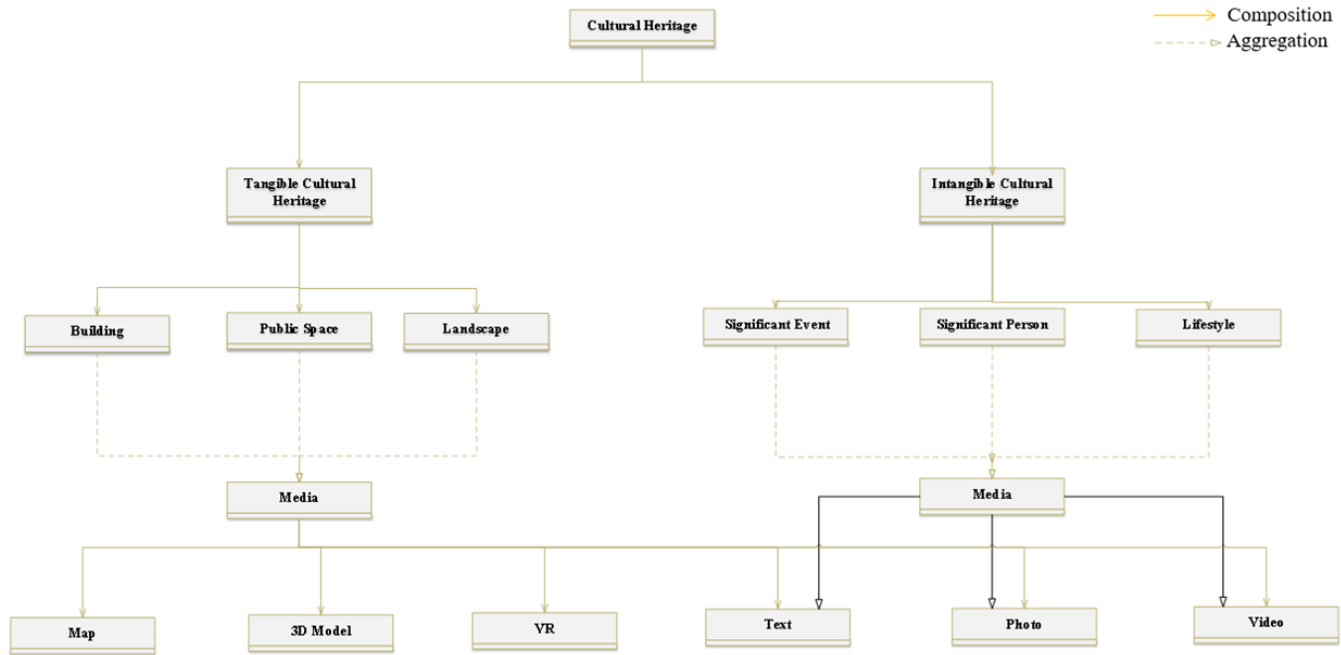 Cultural Heritage
Composition
Aggregation
Tangible Cultural
Heritage
Intangible Cultural
Heritage
Building
Public Space
Landscape
Significant Event
Significant Person
Lifestyle
Media
Media
Map
3D Model
VR
Text
Photo
Video